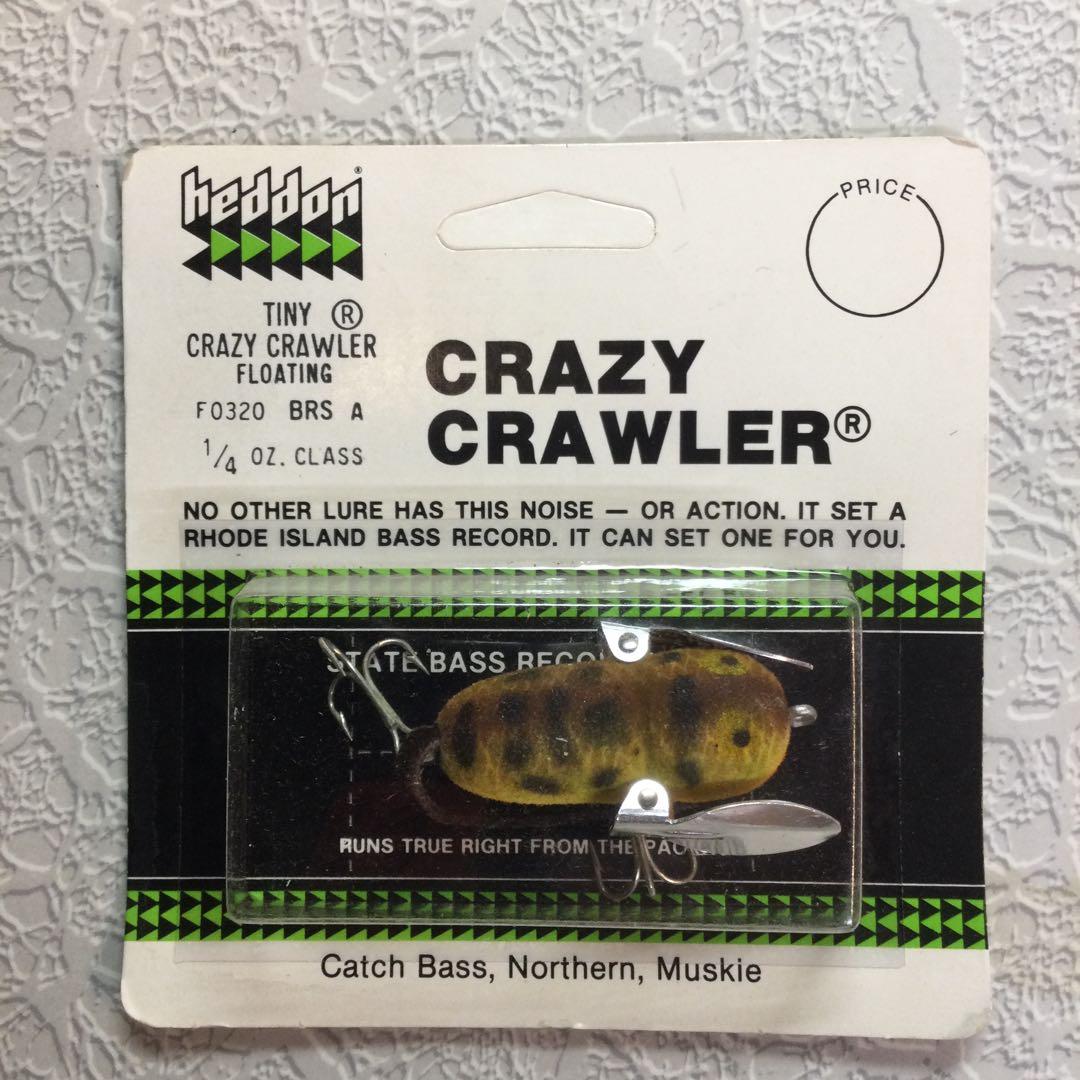 heddon®
PRICE
TINY ®
CRAZY CRAWLER
FLOATING
F0320 BRS A
1/4 OZ. CLASS
CRAZY
CRAWLER®
NO OTHER LURE HAS THIS NOISE — OR ACTION. IT SET A
RHODE ISLAND BASS RECORD. IT CAN SET ONE FOR YOU.
STATE BASS
RUNS TRUE RIGHT FROM THE
Catch Bass, Northern, Muskie